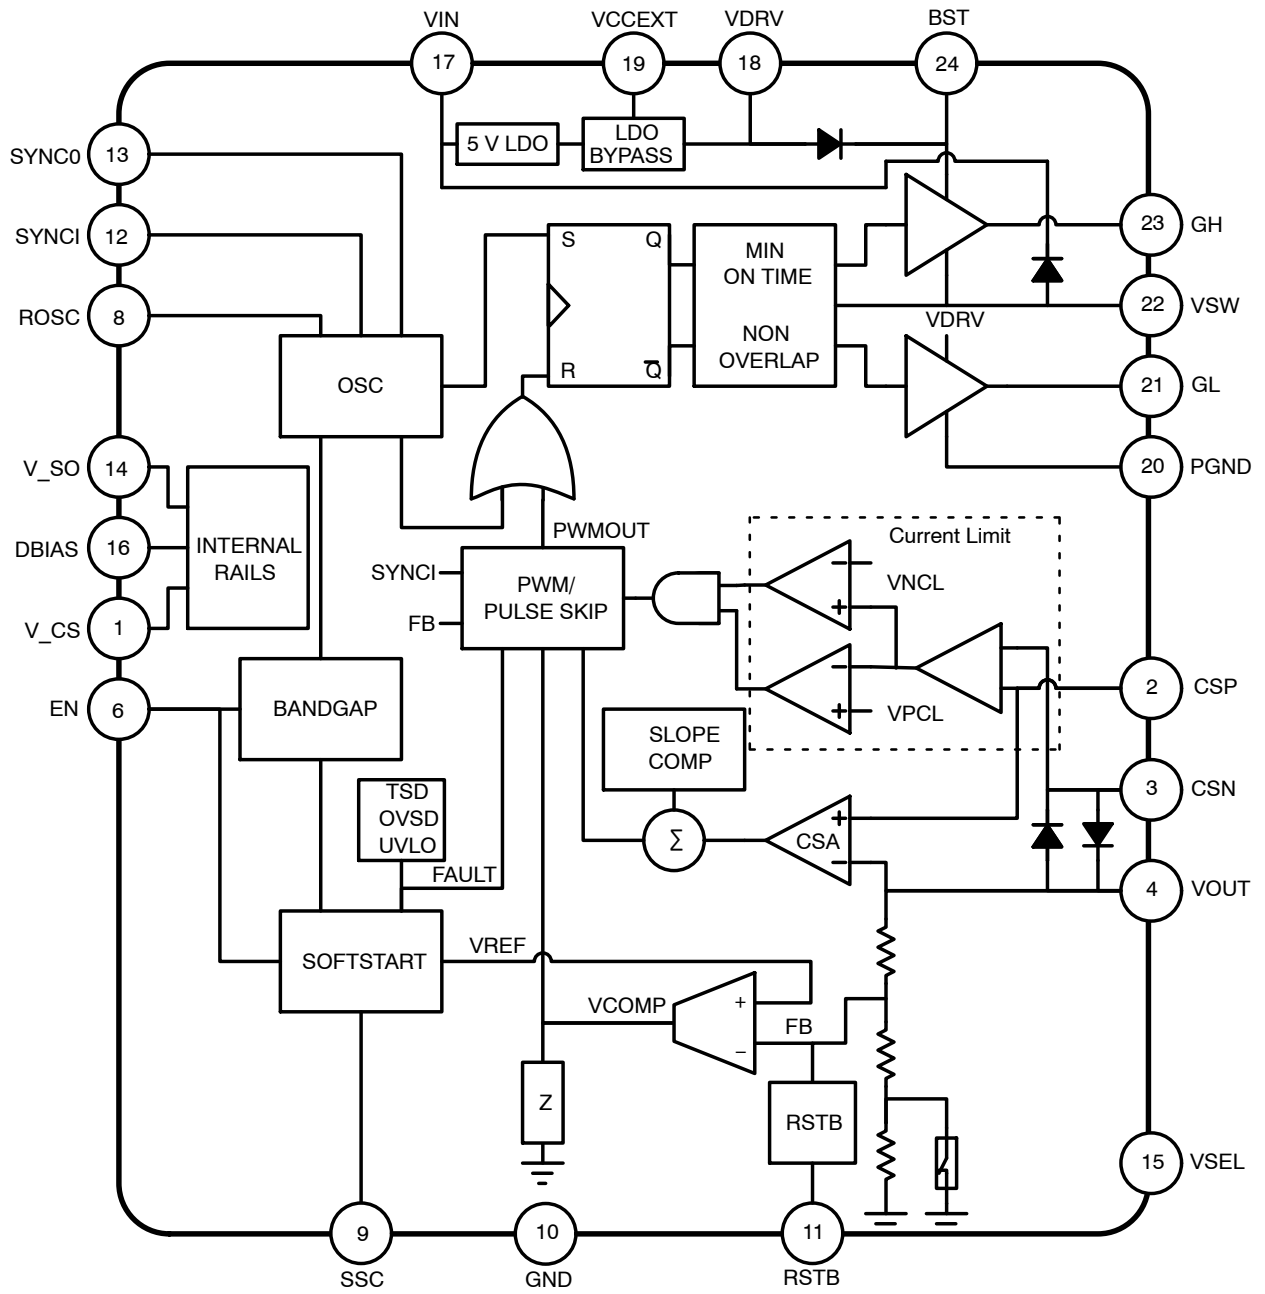 VIN
VCCEXT
VDRV
BST
17
19
18
24
5 V LDO
LDO
BYPASS
SYNC0
13
SYNCI
12
ROSC
8
OSC
S
Q
R
Q̅
MIN
ON TIME
NON
OVERLAP
VDRV
23
GH
22
VSW
21
GL
20
PGND
V_SO
14
DBIAS
16
V_CS
1
INTERNAL
RAILS
EN
6
BANDGAP
PWMOUT
SYNCI
FB
PWM/
PULSE SKIP
Current Limit
−
VNCL
+
−
VPCL
+
2
CSP
3
CSN
4
VOUT
SLOPE
COMP
Σ
+
CSA
−
TSD
OVSD
UVLO
FAULT
SOFTSTART
VREF
VCOMP
+
−
FB
Z
RSTB
15
VSEL
9
10
11
SSC
GND
RSTB